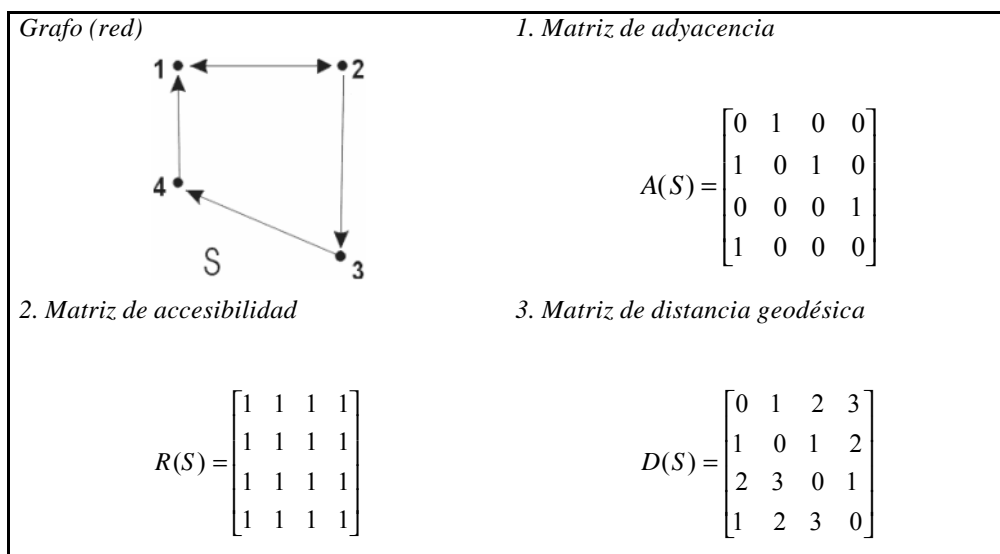 Grafo (red)
1 2
4
3
S
1. Matriz de adyacencia
A(S) =
0 1 0 0
1 0 1 0
0 0 0 1
1 0 0 0
2. Matriz de accesibilidad
R(S) =
1 1 1 1
1 1 1 1
1 1 1 1
1 1 1 1
3. Matriz de distancia geodésica
D(S) =
0 1 2 3
1 0 1 2
2 3 0 1
1 2 3 0